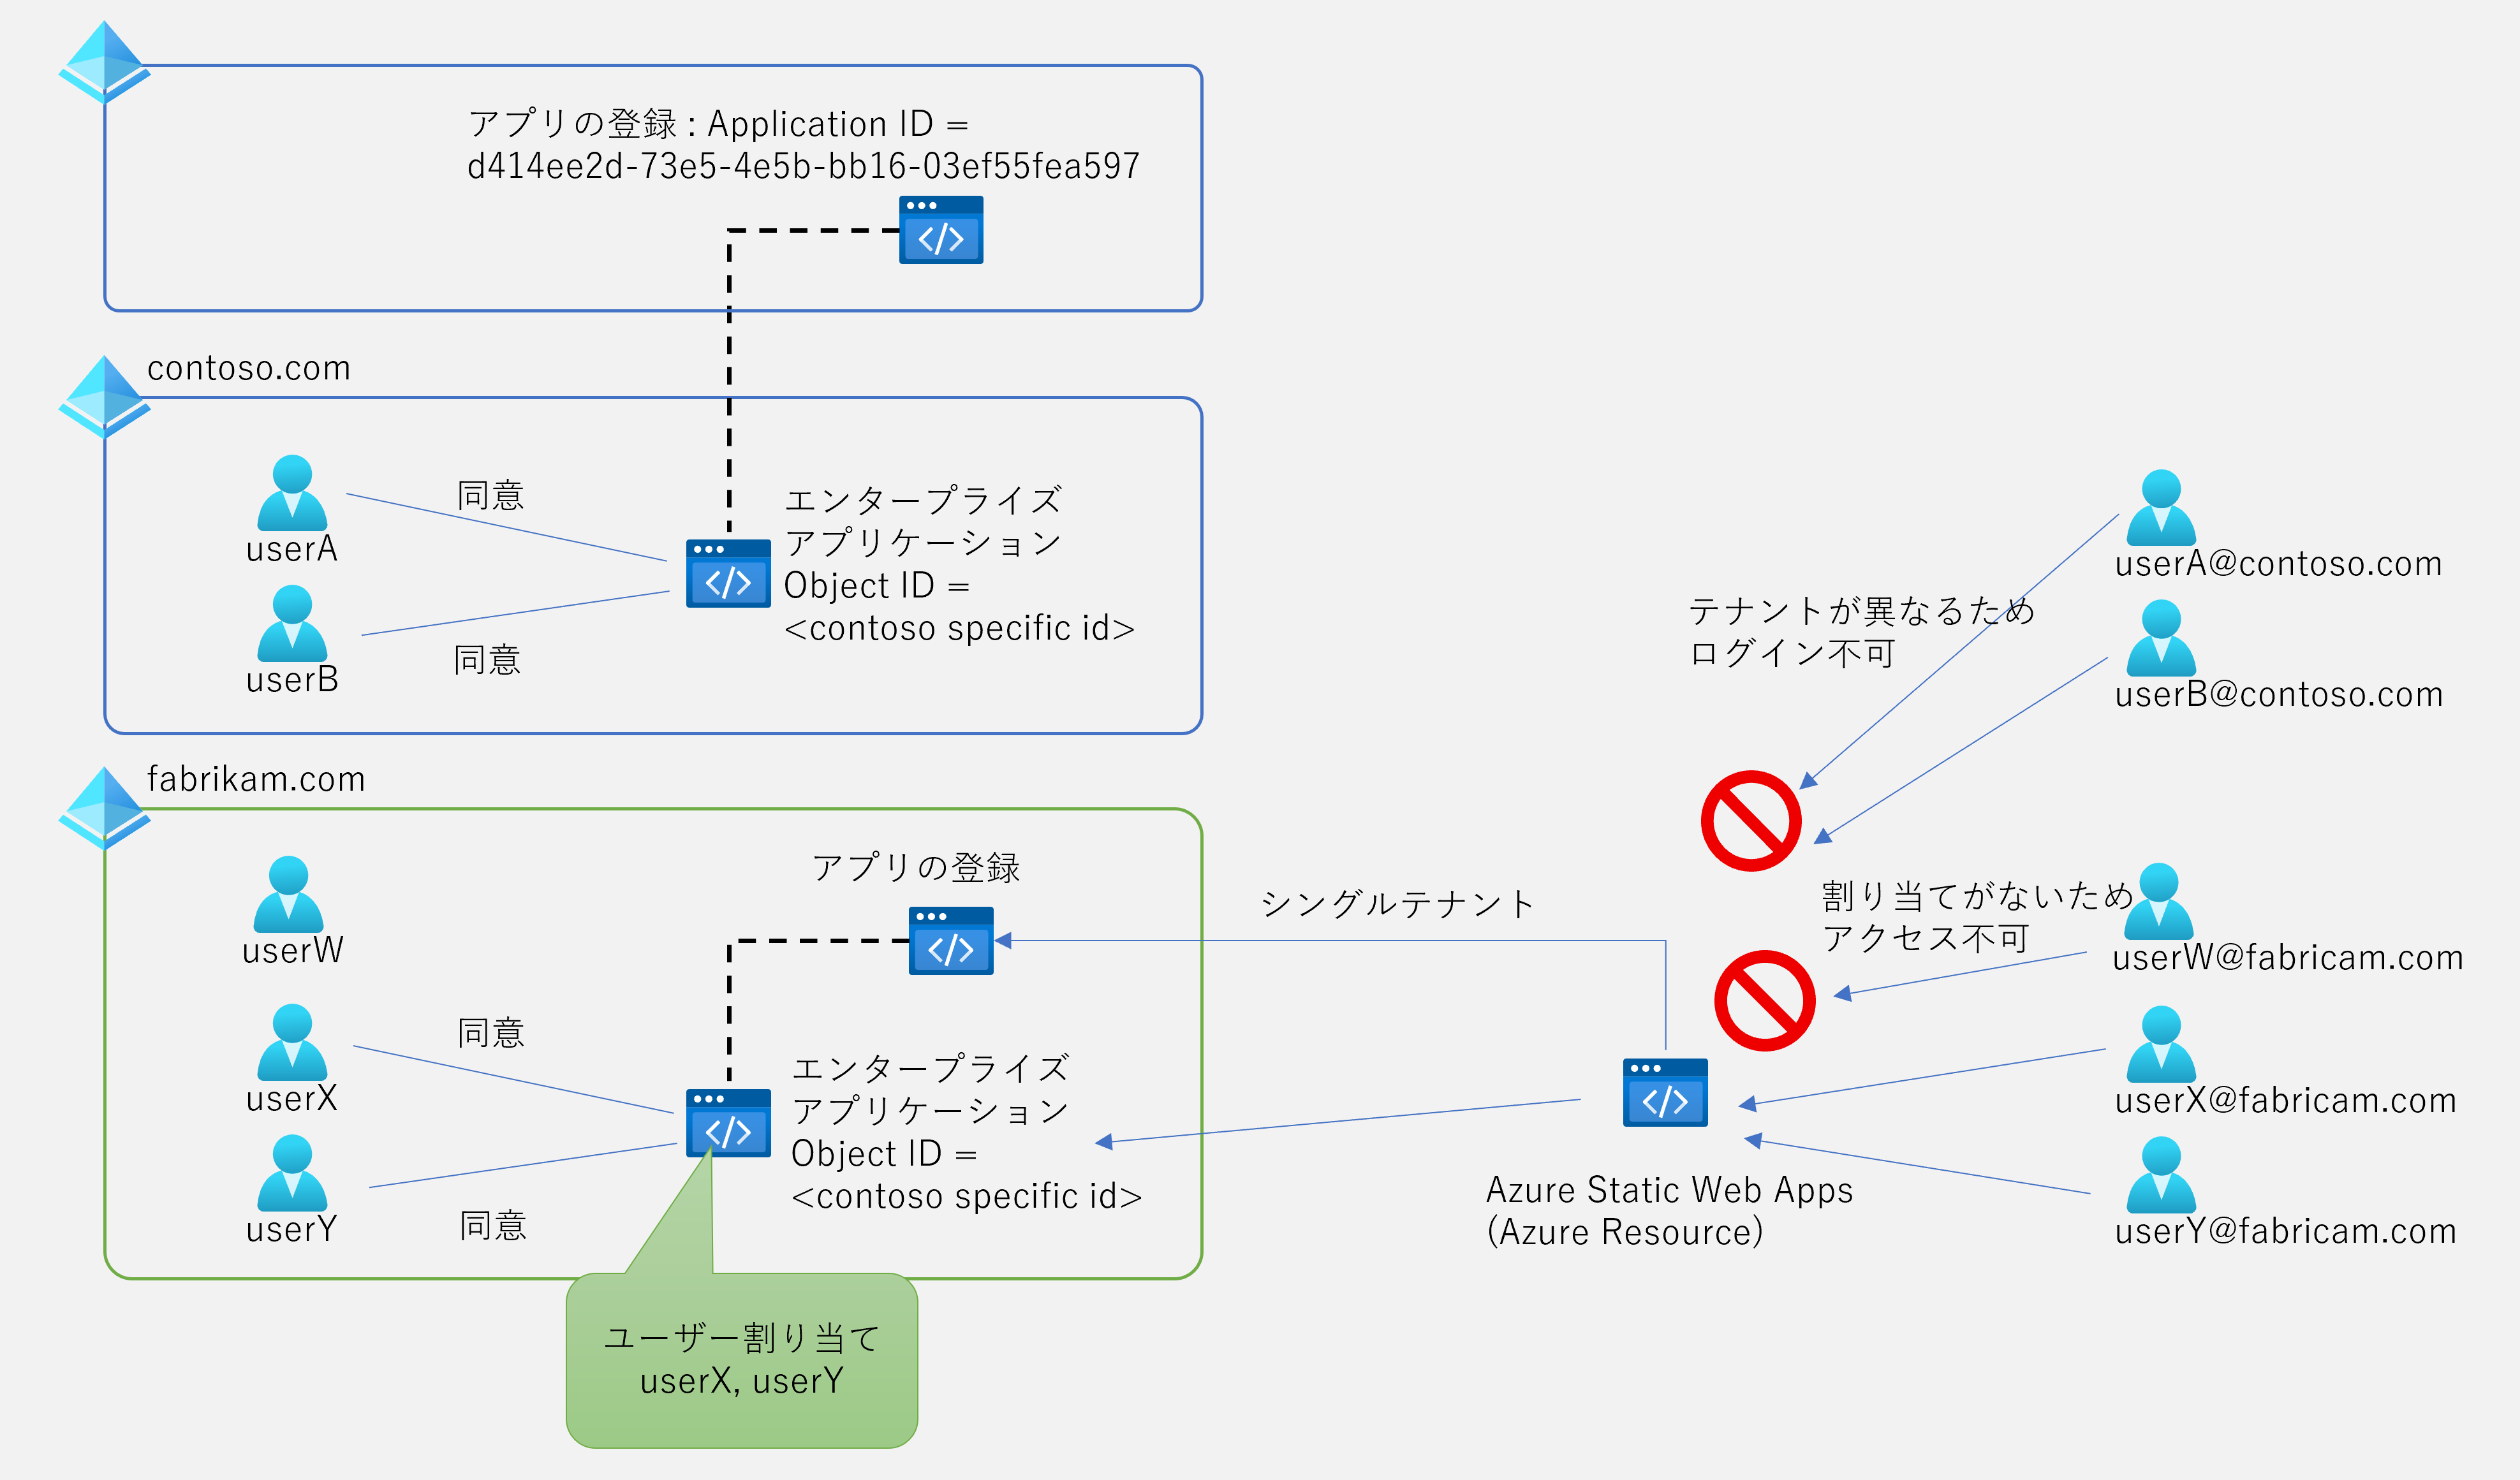 アプリの登録 : Application ID =
d414ee2d-73e5-4e5b-bb16-03ef55fea597
contoso.com
userA
同意
userB
同意
エンタープライズ
アプリケーション
Object ID =
<contoso specific id>
fabrikam.com
userW
userX
同意
userY
同意
アプリの登録
エンタープライズ
アプリケーション
Object ID =
<contoso specific id>
ユーザー割り当て
userX, userY
シングルテナント
Azure Static Web Apps
(Azure Resource)
テナントが異なるため
ログイン不可
userA@contoso.com
userB@contoso.com
割り当てがないため
アクセス不可
userW@fabricam.com
userX@fabricam.com
userY@fabricam.com